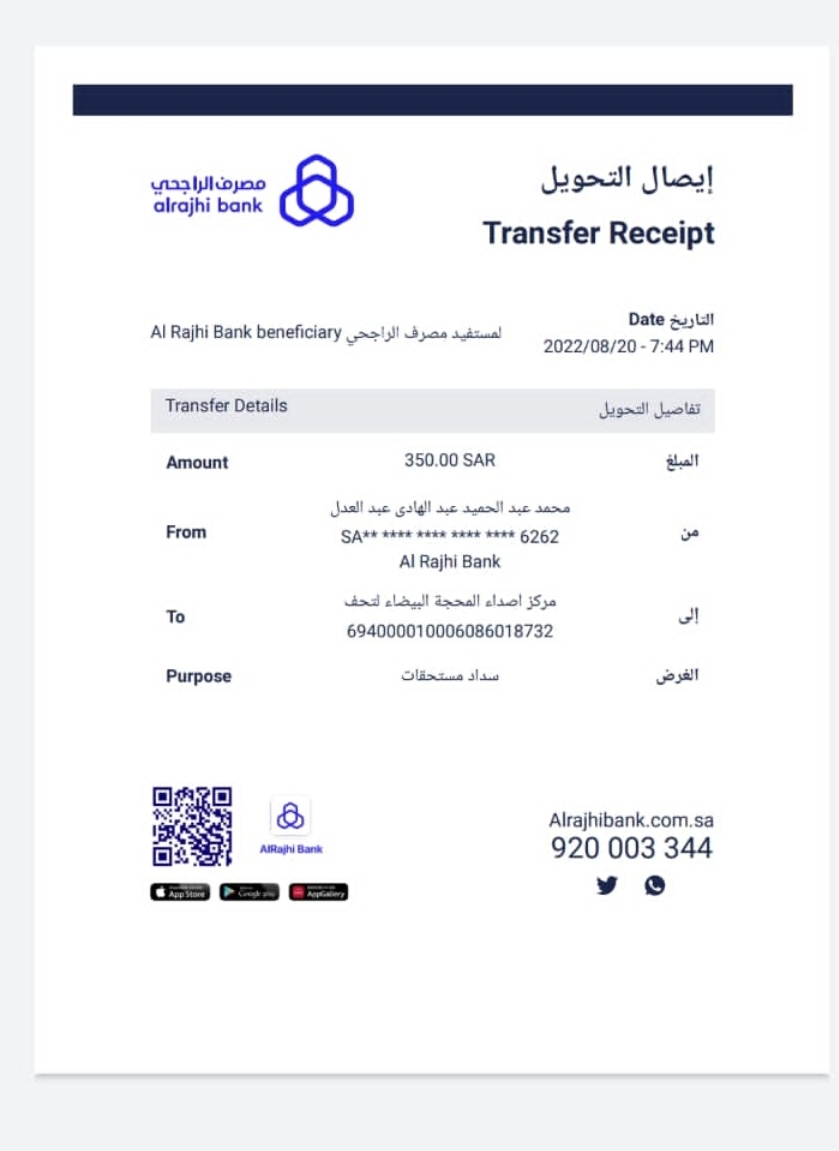 مصرف الراجحي
alrajhi bank
إيصال التحويل
Transfer Receipt
التاريخ Date
2022/08/20 - 7:44 PM
لمستفيد مصرف الراجحي Al Rajhi Bank beneficiary
Transfer Details تفاصيل التحويل
Amount 350.00 SAR المبلغ
محمد عبد الحميد عبد الهادى عبد العدل
From SA** **** **** **** **** 6262 من
Al Rajhi Bank
مركز اصداء المحجة البيضاء لتحف
To 694000010006086018732 إلى
Purpose سداد مستحقات الغرض
AlRajhi Bank
App Store
Google play
AppGallery
Alrajhibank.com.sa
920 003 344